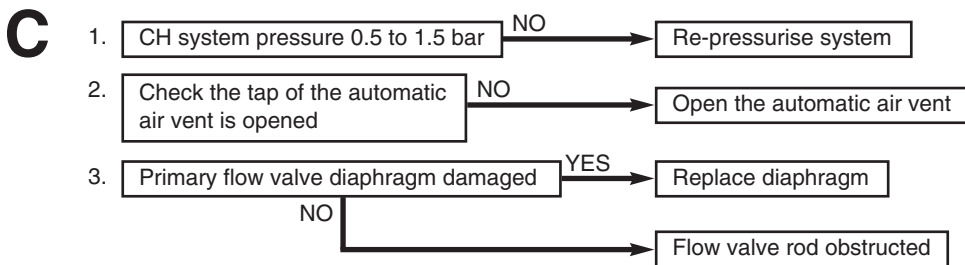 C
1. CH system pressure 0.5 to 1.5 bar NO Re-pressurise system
2. Check the tap of the automatic NO
air vent is opened Open the automatic air vent
3. Primary flow valve diaphragm damaged YES Replace diaphragm
NO
Flow valve rod obstructed